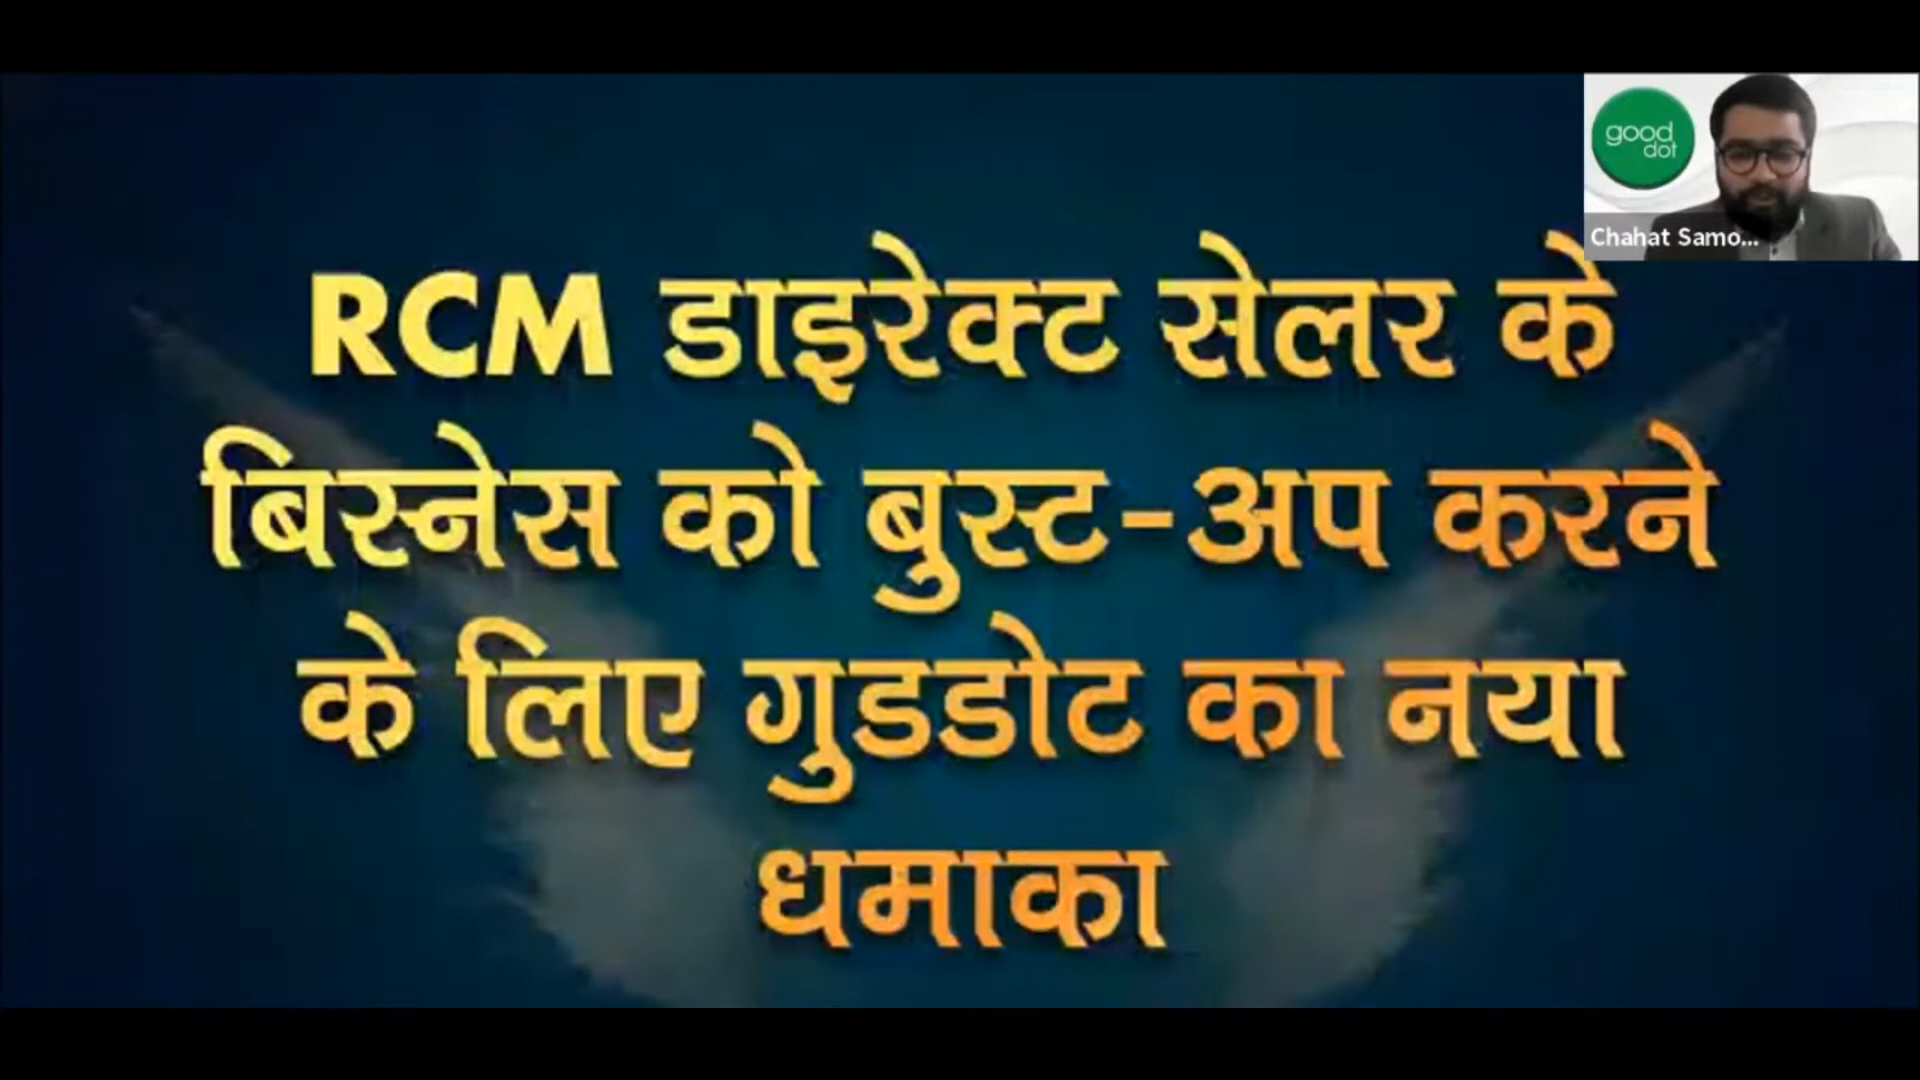 good
dot
Chahat Samo...
RCM डाइरेक्ट सेलर के
बिस्नेस को बुस्ट-अप करने
के लिए गुडडोट का नया
धमाका